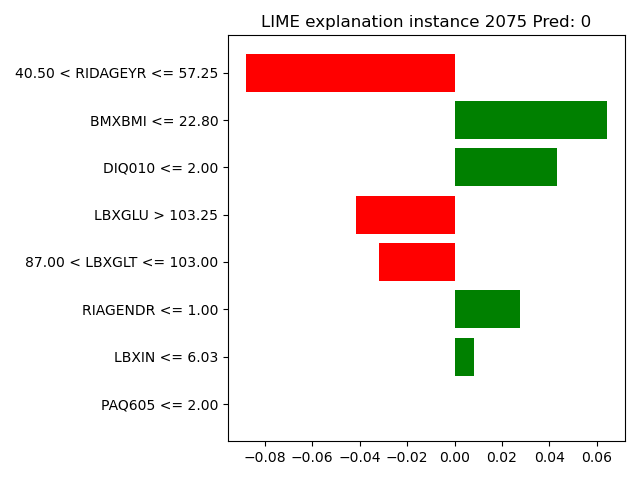 LIME explanation instance 2075 Pred: 0
40.50 < RIDAGEYR <= 57.25
BMXBMI <= 22.80
DIQ010 <= 2.00
LBXGLU > 103.25
87.00 < LBXGLT <= 103.00
RIAGENDR <= 1.00
LBXIN <= 6.03
PAQ605 <= 2.00
−0.08 −0.06 −0.04 −0.02 0.00 0.02 0.04 0.06